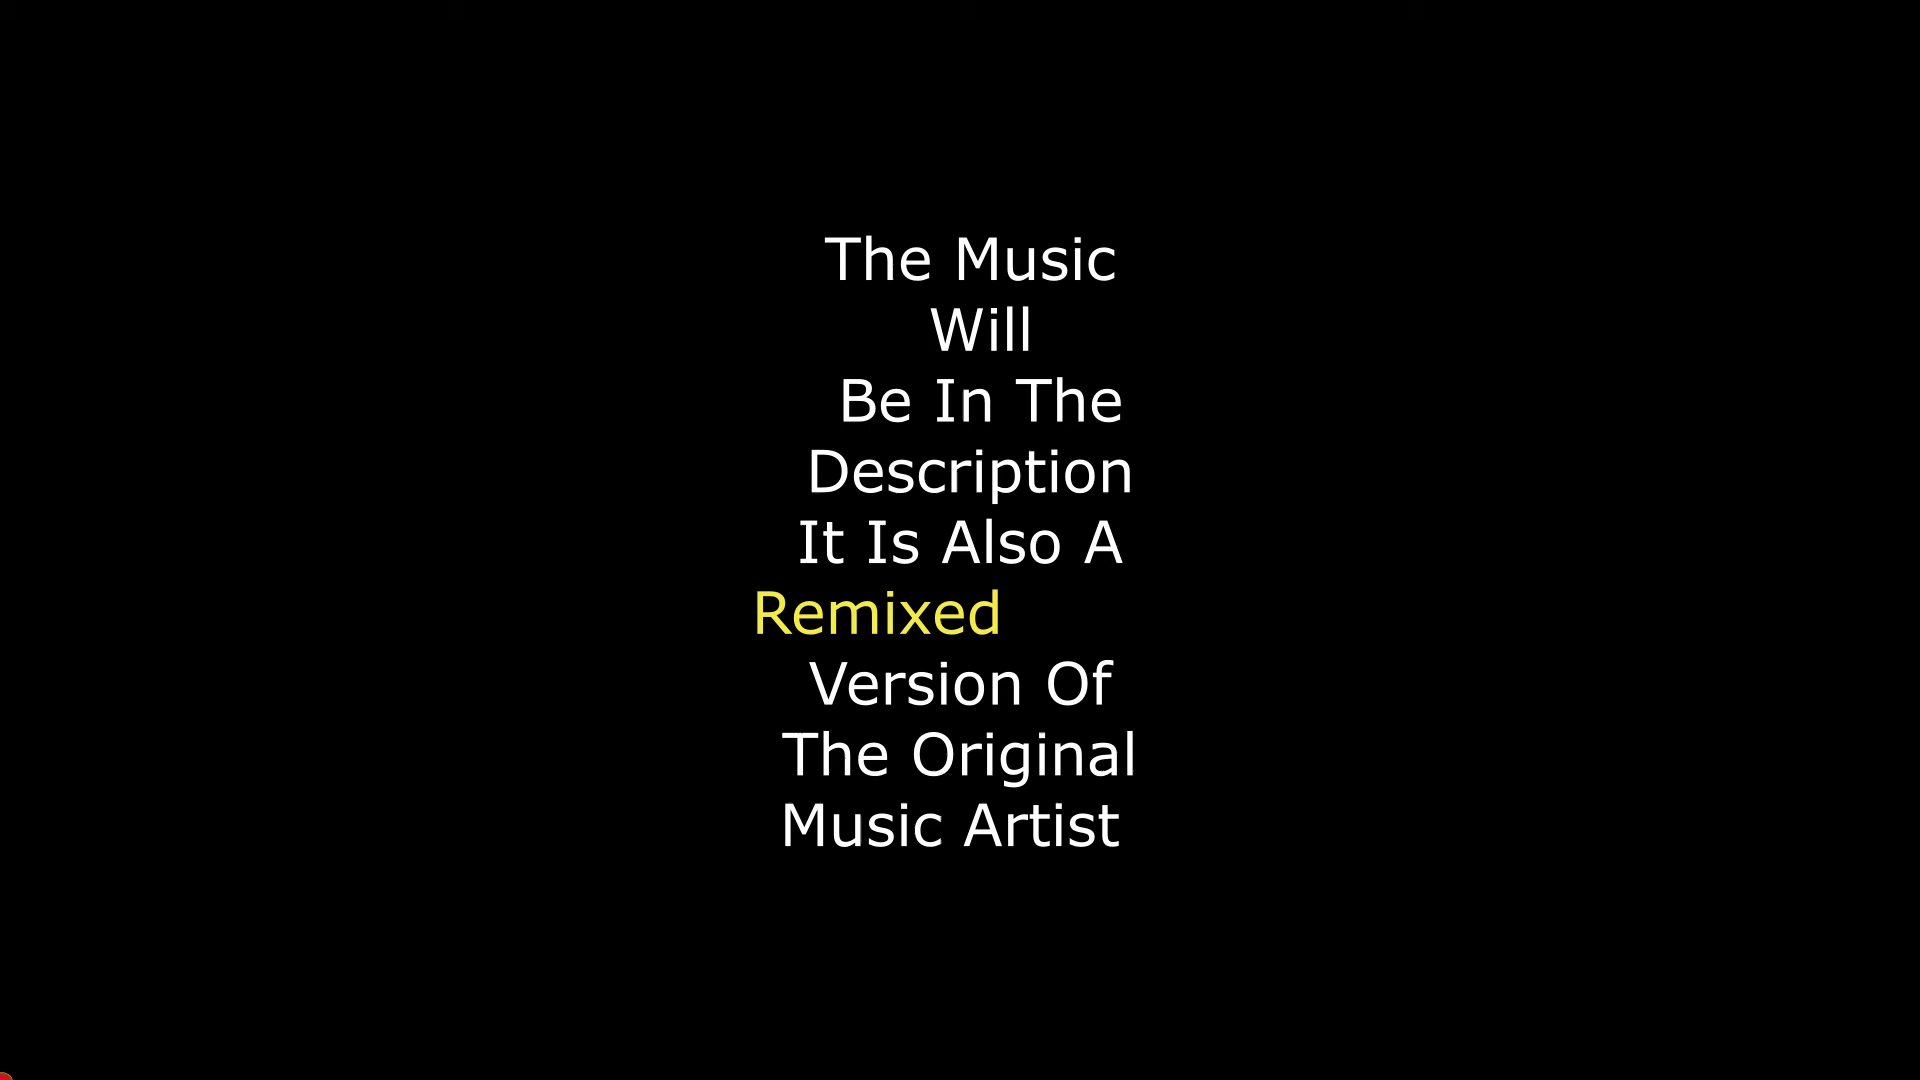 The Music
Will
Be In The
Description
It Is Also A
Remixed
Version Of
The Original
Music Artist